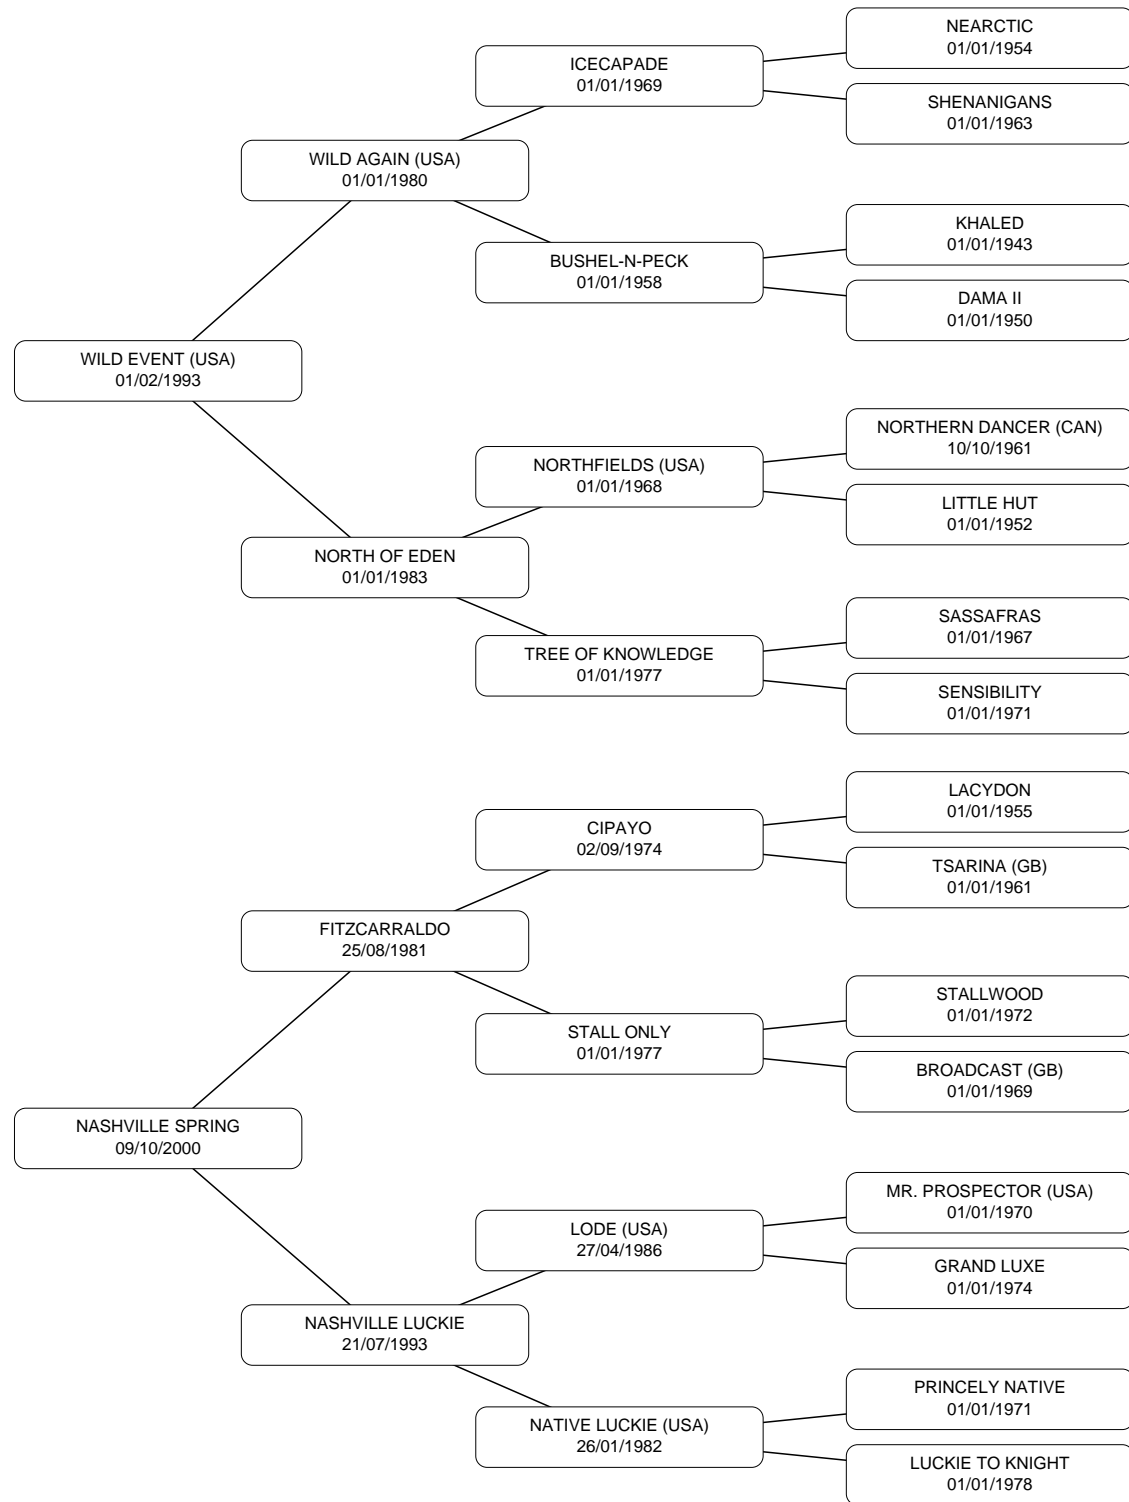 NEARCTIC
01/01/1954
ICECAPADE
01/01/1969
SHENANIGANS
01/01/1963
WILD AGAIN (USA)
01/01/1980
KHALED
01/01/1943
BUSHEL-N-PECK
01/01/1958
DAMA II
01/01/1950
WILD EVENT (USA)
01/02/1993
NORTHERN DANCER (CAN)
10/10/1961
NORTHFIELDS (USA)
01/01/1968
LITTLE HUT
01/01/1952
NORTH OF EDEN
01/01/1983
SASSAFRAS
01/01/1967
TREE OF KNOWLEDGE
01/01/1977
SENSIBILITY
01/01/1971
LACYDON
01/01/1955
CIPAYO
02/09/1974
TSARINA (GB)
01/01/1961
FITZCARRALDO
25/08/1981
STALLWOOD
01/01/1972
STALL ONLY
01/01/1977
BROADCAST (GB)
01/01/1969
NASHVILLE SPRING
09/10/2000
MR. PROSPECTOR (USA)
01/01/1970
LODE (USA)
27/04/1986
GRAND LUXE
01/01/1974
NASHVILLE LUCKIE
21/07/1993
PRINCELY NATIVE
01/01/1971
NATIVE LUCKIE (USA)
26/01/1982
LUCKIE TO KNIGHT
01/01/1978